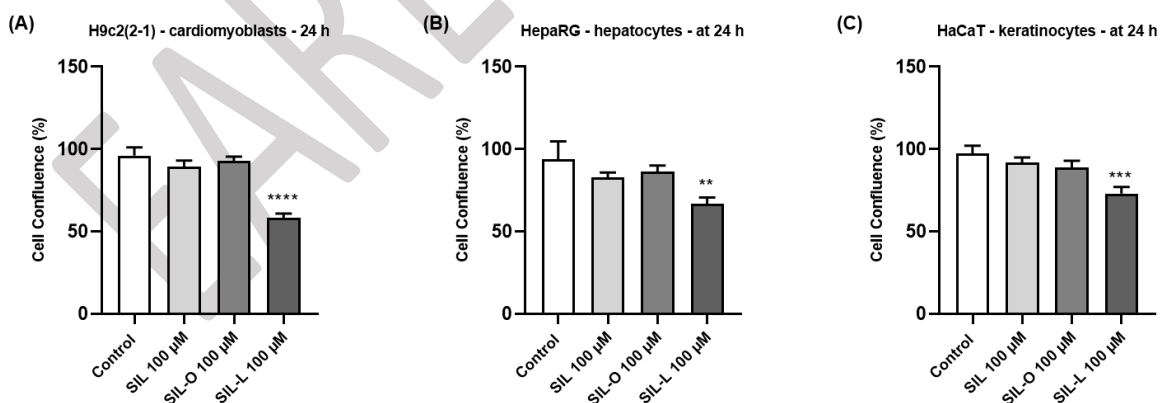 (A)
H9c2(2-1) - cardiomyoblasts - 24 h
Cell Confluence (%)
150
100
50
0
****
Control
SIL 100 µM
SIL-O 100 µM
SIL-L 100 µM
(B)
HepaRG - hepatocytes - at 24 h
Cell Confluence (%)
150
100
50
0
**
Control
SIL 100 µM
SIL-O 100 µM
SIL-L 100 µM
(C)
HaCaT - keratinocytes - at 24 h
Cell Confluence (%)
150
100
50
0
***
Control
SIL 100 µM
SIL-O 100 µM
SIL-L 100 µM